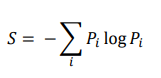 S = − ∑ᵢ Pᵢ log Pᵢ